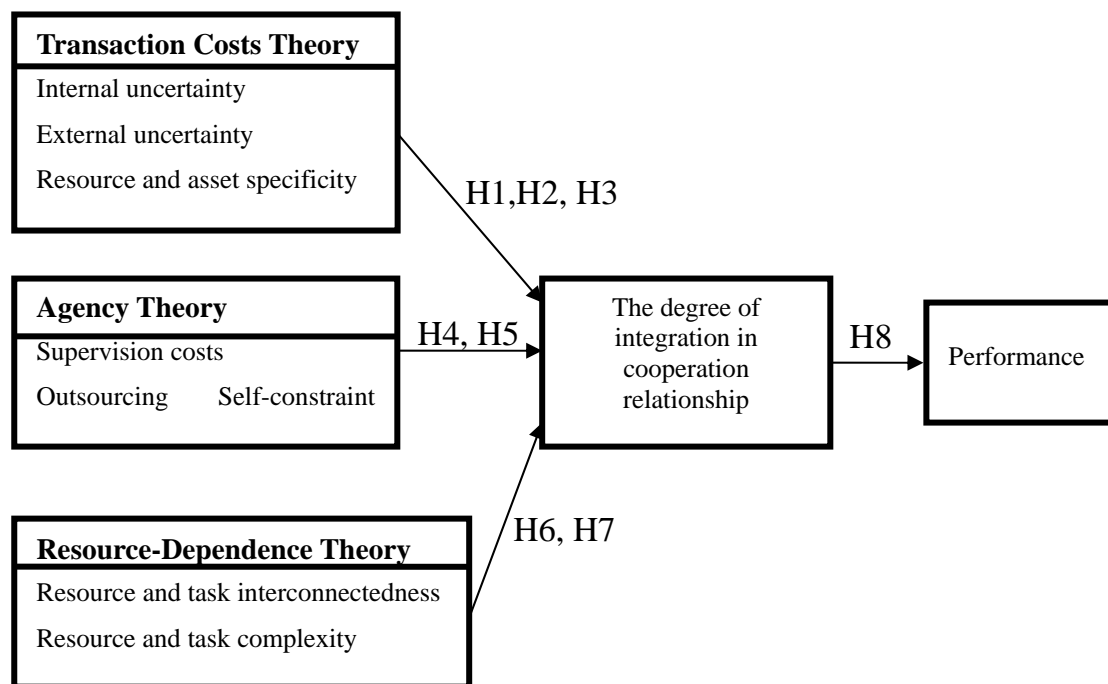 Transaction Costs Theory
Internal uncertainty
External uncertainty
Resource and asset specificity
H1,H2, H3
Agency Theory
Supervision costs
Outsourcing Self-constraint
H4, H5
The degree of
integration in
cooperation
relationship
H8
Performance
H6, H7
Resource-Dependence Theory
Resource and task interconnectedness
Resource and task complexity